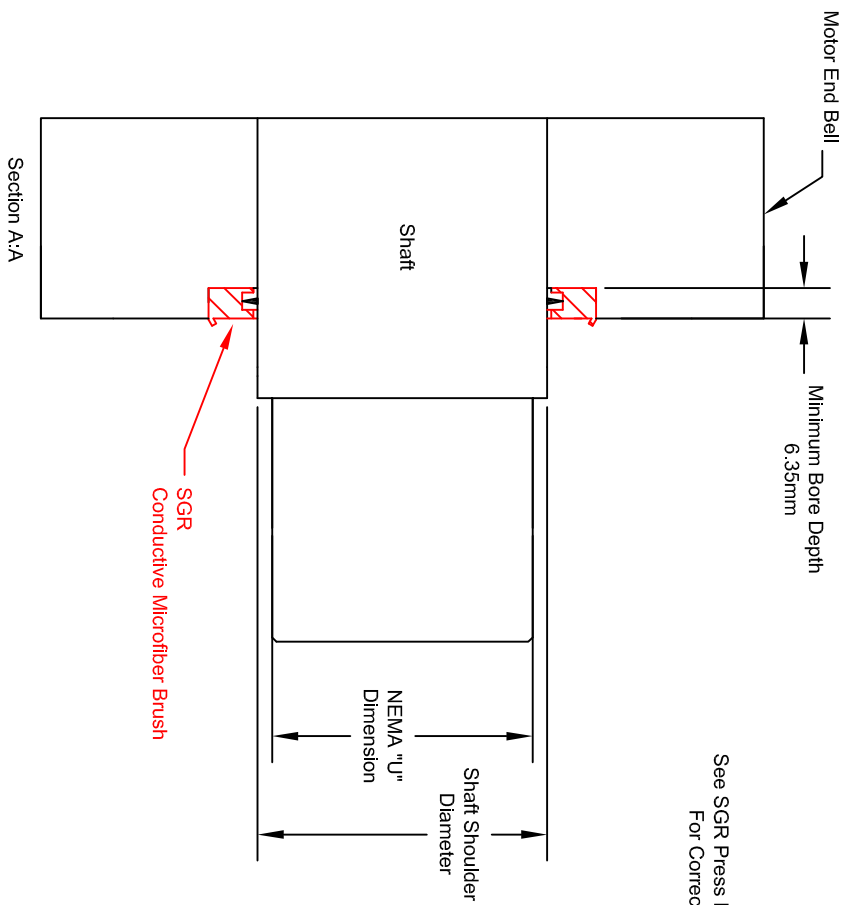 Motor End Bell
Minimum Bore Depth
6.35mm
See SGR Press
For Correc
Shaft
Shaft Shoulder
Diameter
NEMA "U"
Dimension
SGR
Conductive Microfiber Brush
Section A:A